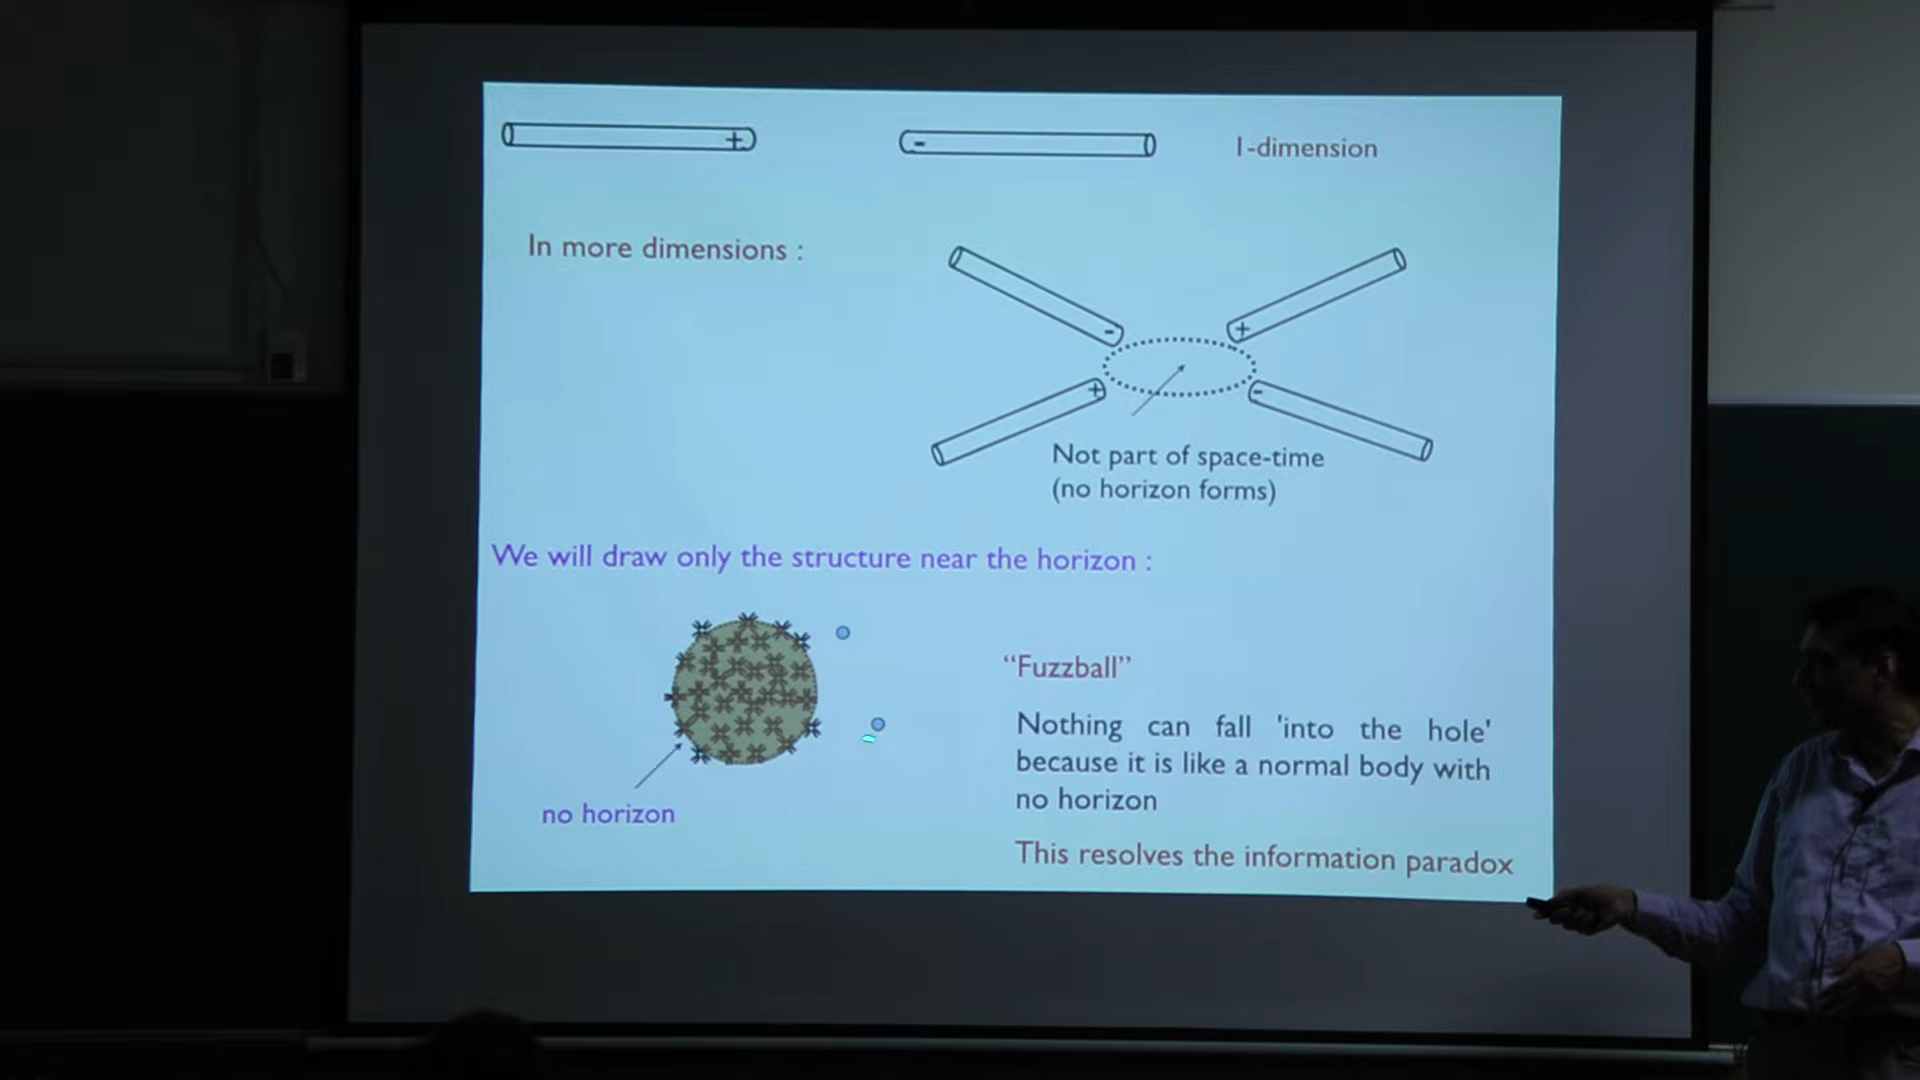 +
-
1-dimension
In more dimensions :
-
+
+
-
Not part of space-time
(no horizon forms)
We will draw only the structure near the horizon :
"Fuzzball"
Nothing can fall 'into the hole'
because it is like a normal body with
no horizon
no horizon
This resolves the information paradox